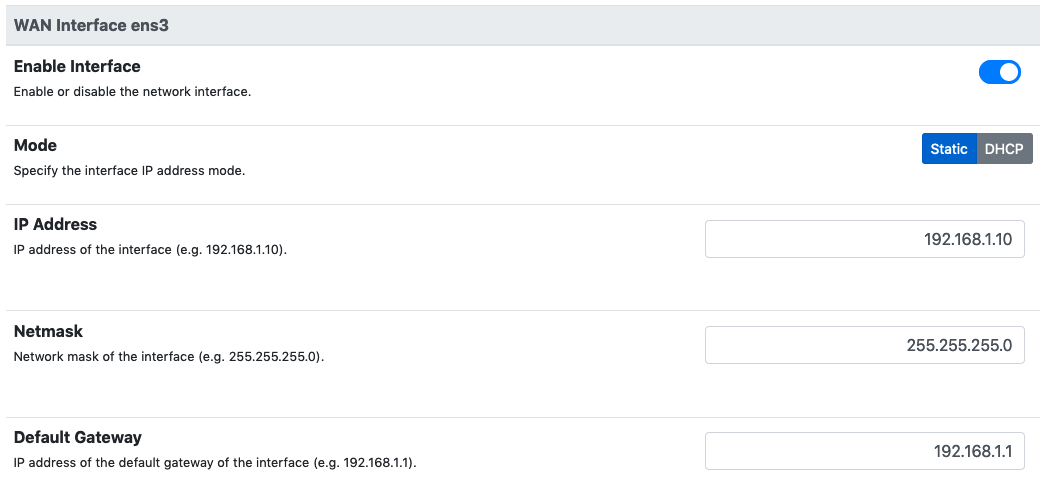 WAN Interface ens3
Enable Interface
Enable or disable the network interface.
Mode
Static DHCP
Specify the interface IP address mode.
IP Address
192.168.1.10
IP address of the interface (e.g. 192.168.1.10).
Netmask
255.255.255.0
Network mask of the interface (e.g. 255.255.255.0).
Default Gateway
192.168.1.1
IP address of the default gateway of the interface (e.g. 192.168.1.1).